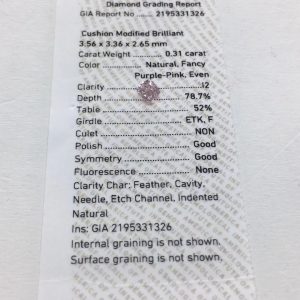 Diamond Grading Report
GIA Report No ........ 2195331326
Cushion Modified Brilliant
3.56 x 3.36 x 2.65 mm
Carat Weight ........ 0.31 carat
Color ........ Natural, Fancy
Purple-Pink, Even
Clarity ........ I2
Depth ........ 78.7%
Table ........ 52%
Girdle ........ ETK, F
Culet ........ NON
Polish ........ Good
Symmetry ........ Good
Fluorescence ........ None
Clarity Char: Feather, Cavity,
Needle, Etch Channel, Indented
Natural
Ins: GIA 2195331326
Internal graining is not shown.
Surface graining is not shown.